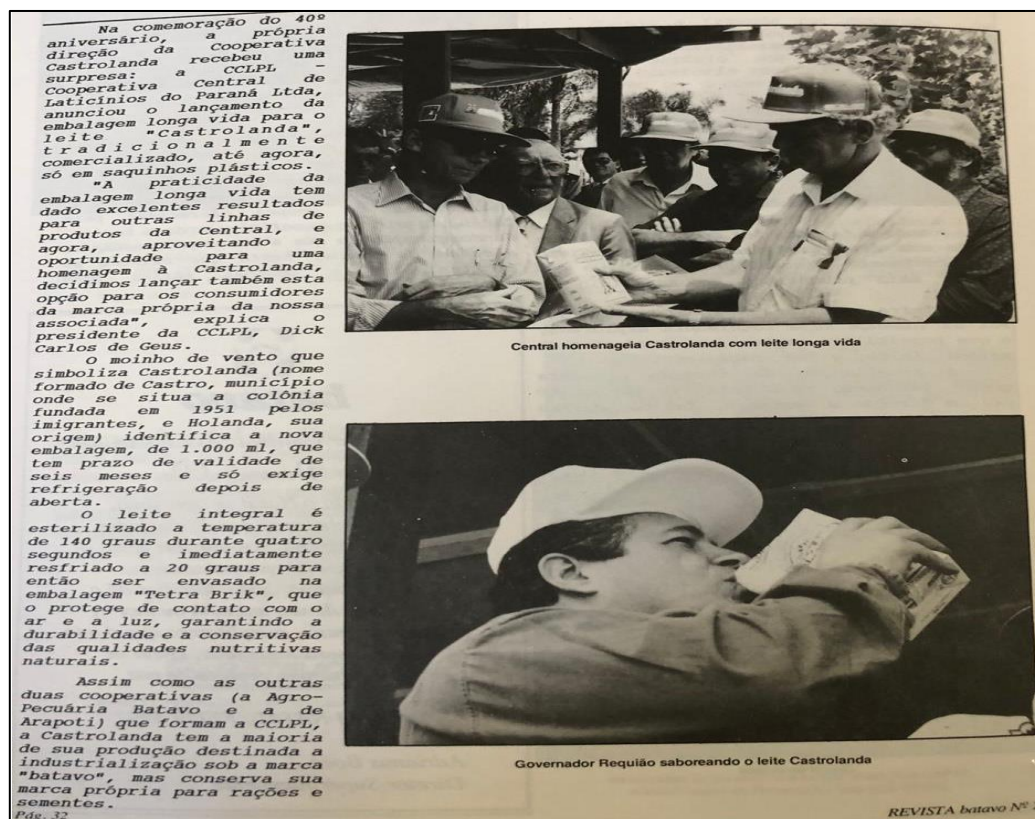 Na comemoração do 40º
aniversário, a própria
direção da Cooperativa
Castrolanda recebeu uma
surpresa: a CCLPL -
Cooperativa Central de
Laticínios do Paraná Ltda,
anunciou o lançamento da
embalagem longa vida para o
leite "Castrolanda",
tradicionalmente
comercializado, até agora,
só em saquinhos plásticos.
"A praticidade da
embalagem longa vida tem
dado excelentes resultados
para outras linhas de
produtos da Central, e
agora, aproveitando a
oportunidade para uma
homenagem à Castrolanda,
decidimos lançar também esta
opção para os consumidores
da marca própria da nossa
associada", explica o
presidente da CCLPL, Dick
Carlos de Geus.
O moinho de vento que
simboliza Castrolanda (nome
formado de Castro, município
onde se situa a colônia
fundada em 1951 pelos
imigrantes, e Holanda, sua
origem) identifica a nova
embalagem, de 1.000 ml, que
tem prazo de validade de
seis meses e só exige
refrigeração depois de
aberta.
O leite integral é
esterilizado a temperatura
de 140 graus durante quatro
segundos e imediatamente
resfriado a 20 graus para
então ser envasado na
embalagem "Tetra Brik", que
o protege de contato com o
ar e a luz, garantindo a
durabilidade e a conservação
das qualidades nutritivas
naturais.
Assim como as outras
duas cooperativas (a Agro-
Pecuária Batavo e a de
Arapoti) que formam a CCLPL,
a Castrolanda tem a maioria
de sua produção destinada a
industrialização sob a marca
"batavo", mas conserva sua
marca própria para rações e
sementes.
Pág. 32
Central homenageia Castrolanda com leite longa vida
Governador Requião saboreando o leite Castrolanda
REVISTA batavo Nº